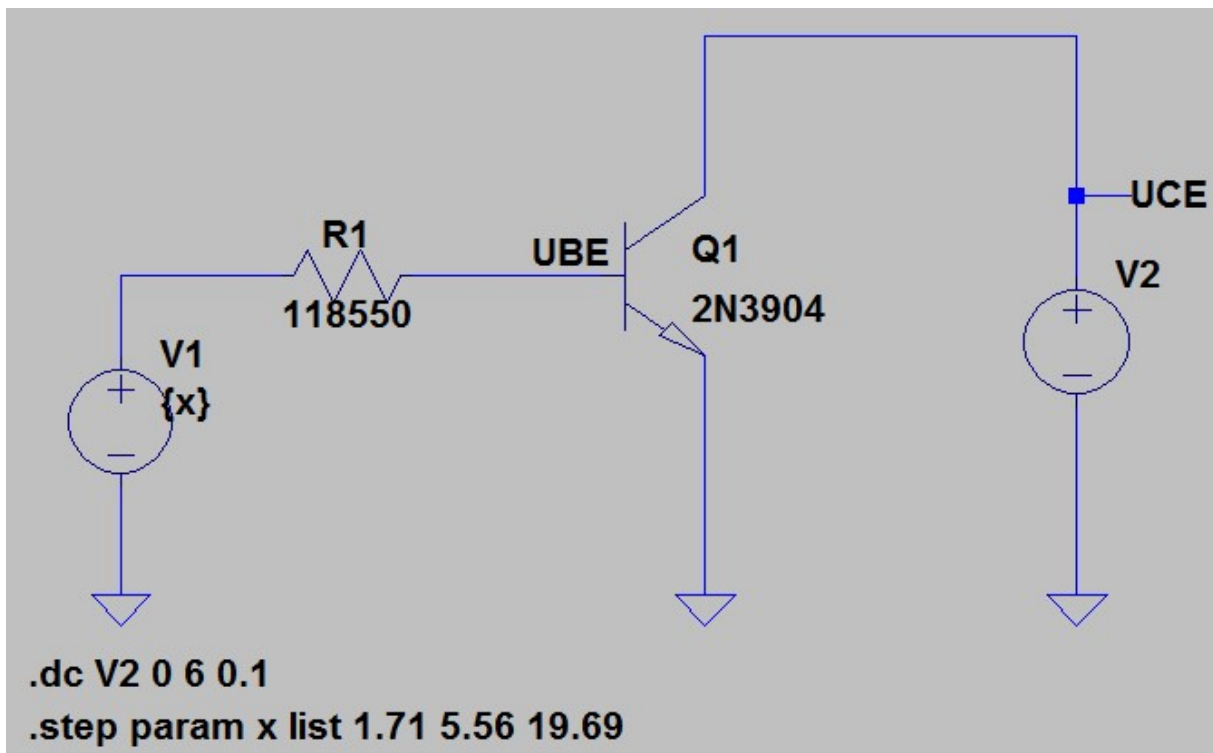 UCE
R1
UBE
Q1
V2
118550
2N3904
V1
{x}
.dc V2 0 6 0.1
.step param x list 1.71 5.56 19.69